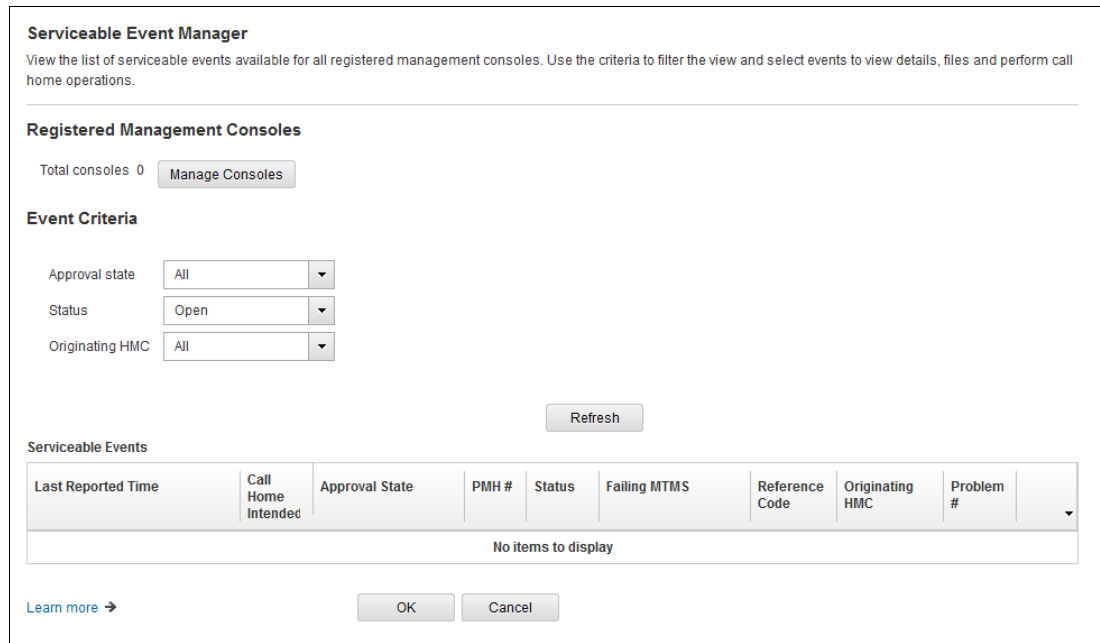 Serviceable Event Manager
View the list of serviceable events available for all registered management consoles. Use the criteria to filter the view and select events to view details, files and perform call
home operations.
Registered Management Consoles
Total consoles 0 Manage Consoles
Event Criteria
Approval state All
Status Open
Originating HMC All
Refresh
Serviceable Events
Last Reported Time Call Home Intended Approval State PMH # Status Failing MTMS Reference Code Originating HMC Problem #
No items to display
Learn more → OK Cancel